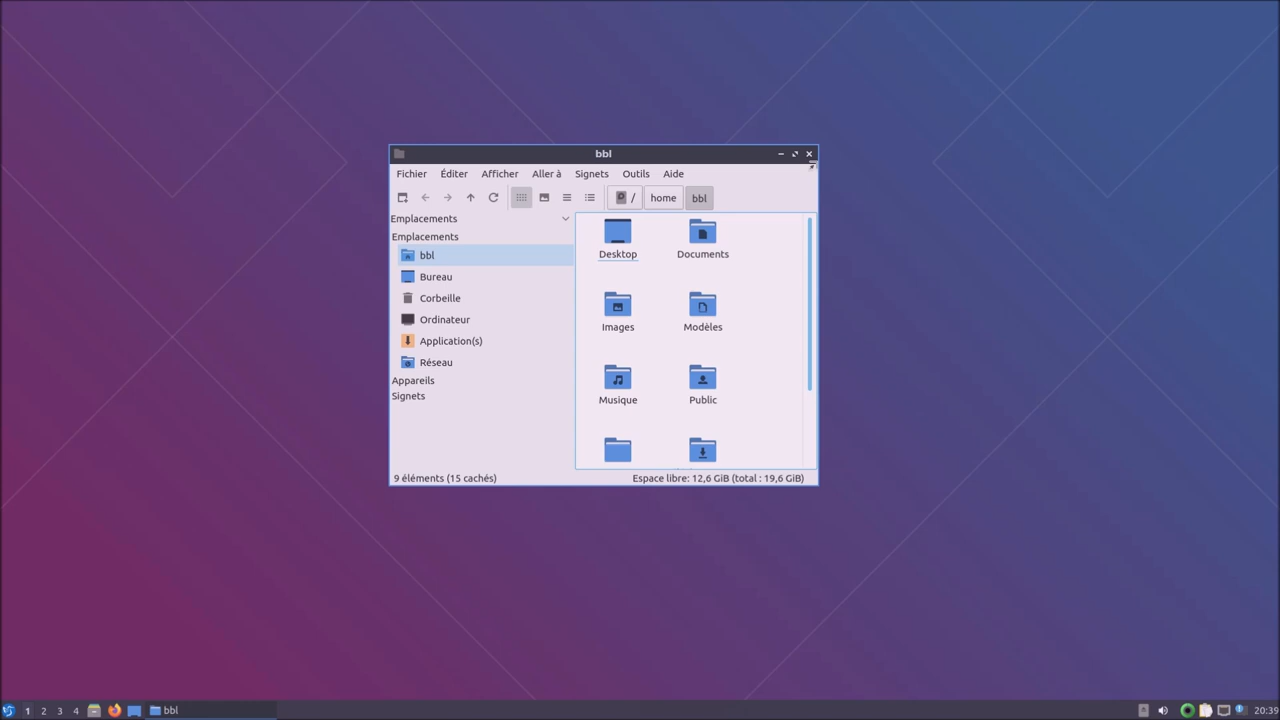 bbl
Fichier Éditer Afficher Aller à Signets Outils Aide
/ home bbl
Emplacements
Emplacements
bbl
Bureau
Corbeille
Ordinateur
Application(s)
Réseau
Appareils
Signets
Desktop Documents
Images Modèles
Musique Public
9 éléments (15 cachés) Espace libre: 12,6 GiB (total : 19,6 GiB)
1 2 3 4 bbl 20:39